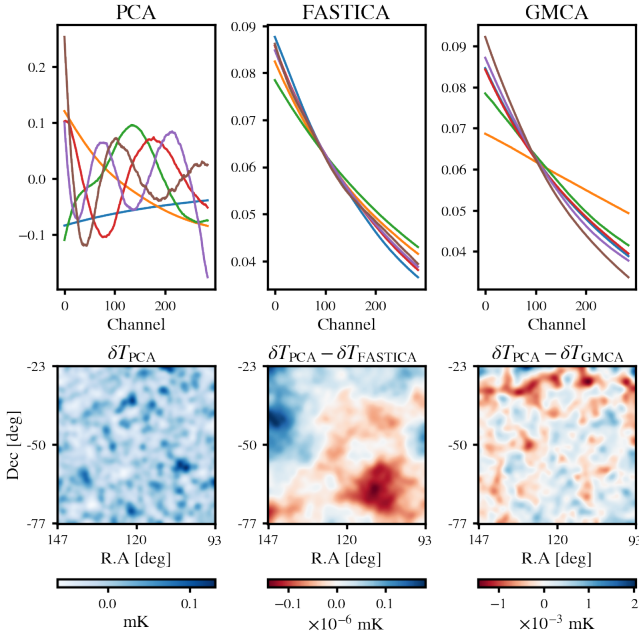 PCA FASTICA GMCA
0.2 0.1 0.0 −0.1
0.09 0.08 0.07 0.06 0.05 0.04
0.09 0.08 0.07 0.06 0.05 0.04
0 100 200 0 100 200 0 100 200
Channel Channel Channel
δT_PCA δT_PCA − δT_FASTICA δT_PCA − δT_GMCA
Dec [deg]
-23 -50 -77
-23 -50 -77
-23 -50 -77
147 120 93 147 120 93 147 120 93
R.A [deg] R.A [deg] R.A [deg]
0.0 0.1 −0.1 0.0 0.1 −1 0 1 2
mK ×10⁻⁶ mK ×10⁻³ mK